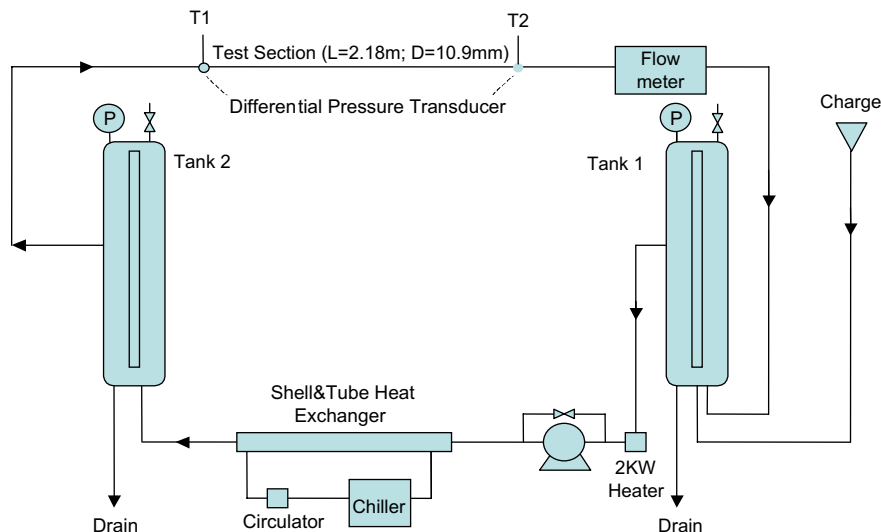 T1
T2
Test Section (L=2.18m; D=10.9mm)
Flow
meter
Differential Pressure Transducer
Charge
P
P
Tank 2
Tank 1
Shell&Tube Heat
Exchanger
2KW
Heater
Chiller
Circulator
Drain
Drain